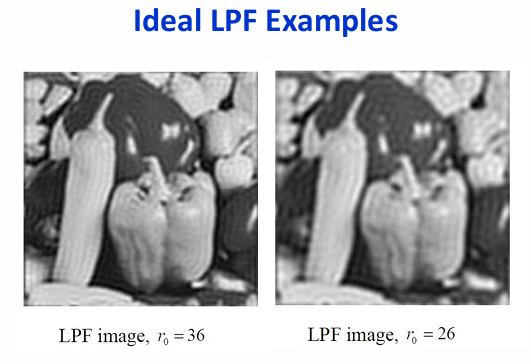 Ideal LPF Examples
LPF image, r₀ = 36
LPF image, r₀ = 26